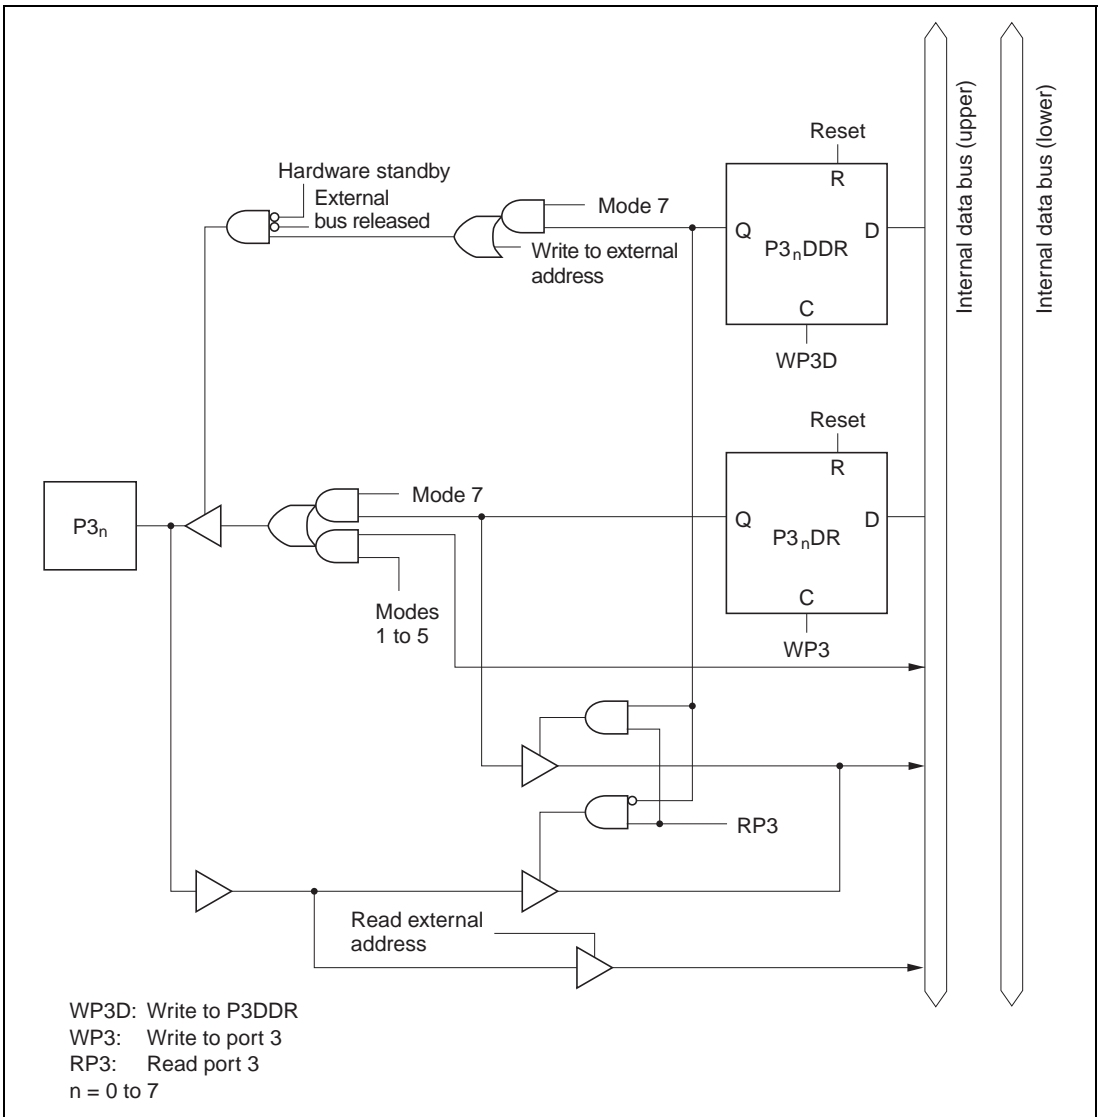 Reset
Hardware standby
R
External
bus released
Mode 7
Q
D
P3nDDR
Write to external
address
C
WP3D
Internal data bus (upper)
Internal data bus (lower)
Reset
R
Mode 7
P3n
Q
D
P3nDR
C
Modes
1 to 5
WP3
RP3
Read external
address
WP3D: Write to P3DDR
WP3: Write to port 3
RP3: Read port 3
n = 0 to 7